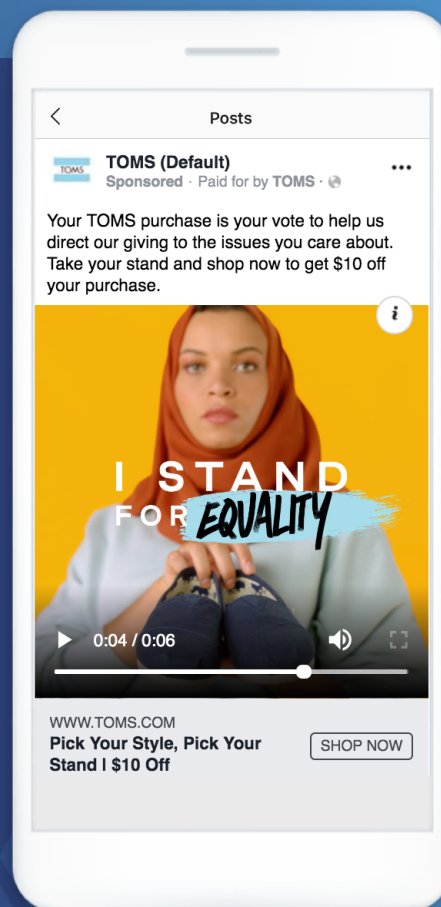 Posts
TOMS
TOMS (Default)
Sponsored · Paid for by TOMS ·
Your TOMS purchase is your vote to help us
direct our giving to the issues you care about.
Take your stand and shop now to get $10 off
your purchase.
i
I STAND
FOR EQUALITY
0:04 / 0:06
WWW.TOMS.COM
Pick Your Style, Pick Your
Stand | $10 Off
SHOP NOW